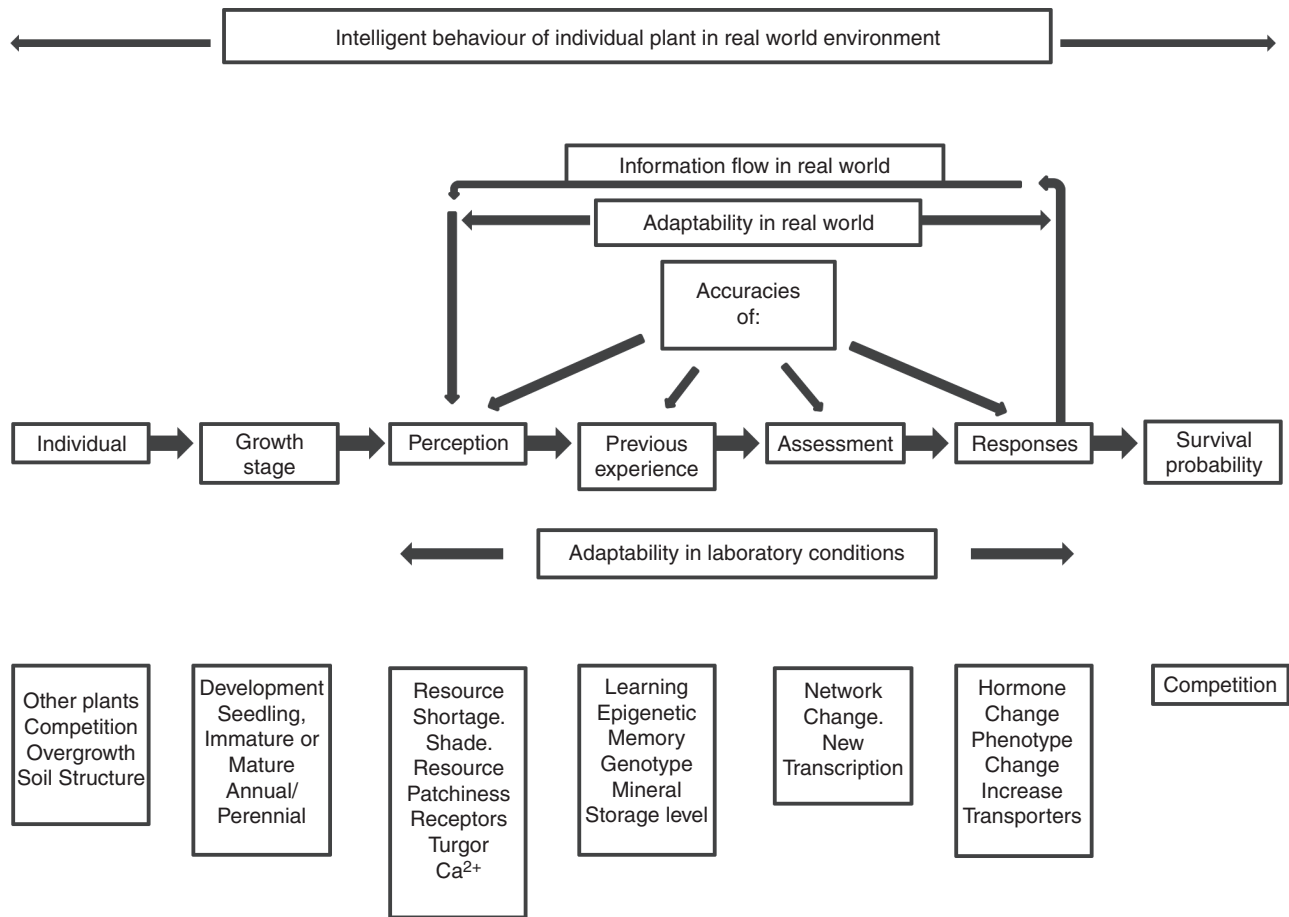 Intelligent behaviour of individual plant in real world environment
Information flow in real world
Adaptability in real world
Accuracies
of:
Individual
Growth
stage
Perception
Previous
experience
Assessment
Responses
Survival
probability
Adaptability in laboratory conditions
Other plants
Competition
Overgrowth
Soil Structure
Development
Seedling,
Immature or
Mature
Annual/
Perennial
Resource
Shortage.
Shade.
Resource
Patchiness
Receptors
Turgor
Ca²⁺
Learning
Epigenetic
Memory
Genotype
Mineral
Storage level
Network
Change.
New
Transcription
Hormone
Change
Phenotype
Change
Increase
Transporters
Competition